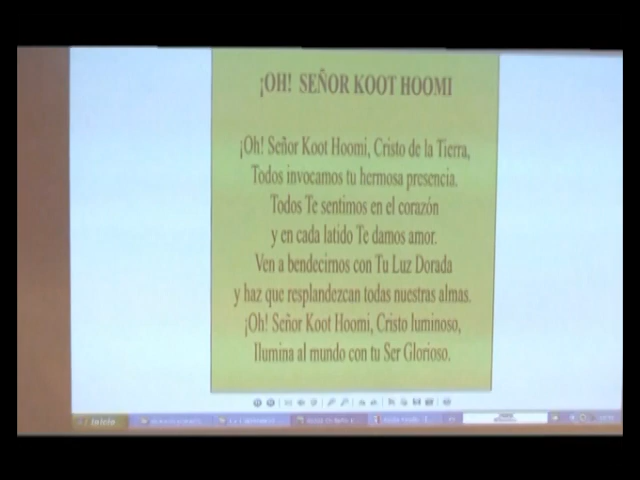 ¡OH! SEÑOR KOOT HOOMI
¡Oh! Señor Koot Hoomi, Cristo de la Tierra,
Todos invocamos tu hermosa presencia.
Todos Te sentimos en el corazón
y en cada latido Te damos amor.
Ven a bendecirnos con Tu Luz Dorada
y haz que resplandezcan todas nuestras almas.
¡Oh! Señor Koot Hoomi, Cristo luminoso,
Ilumina al mundo con tu Ser Glorioso.
inicio